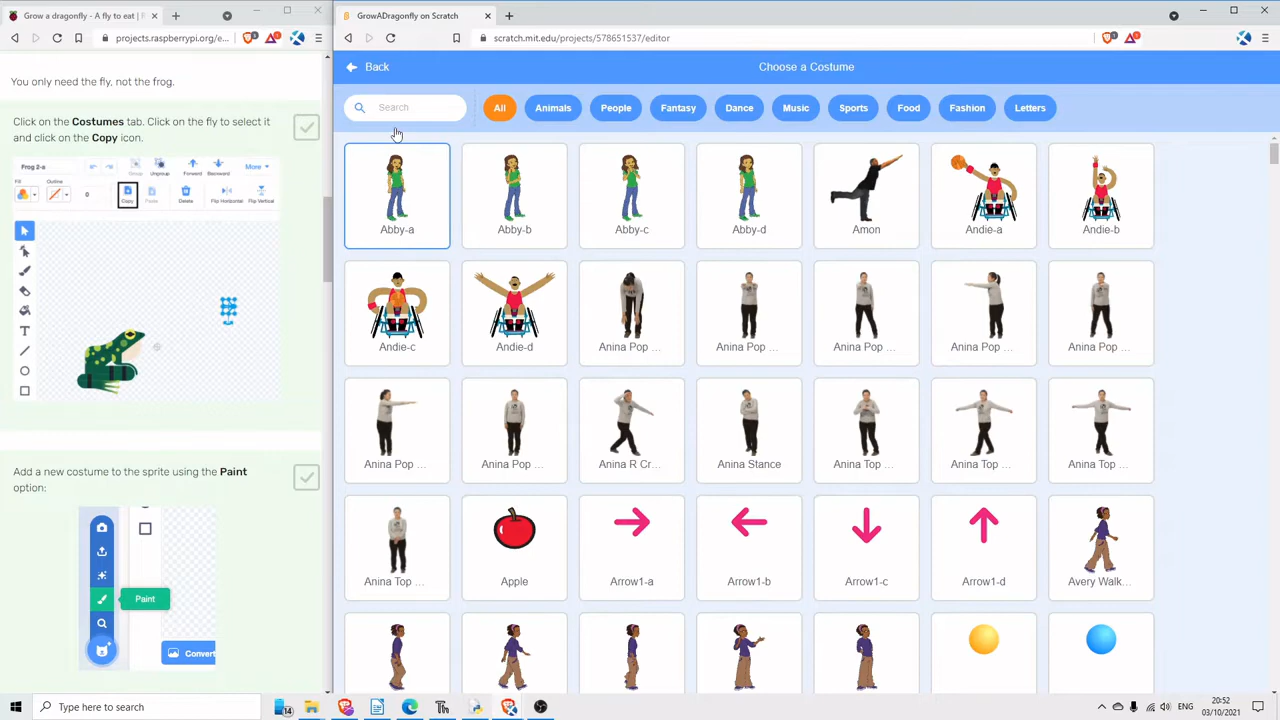 Grow a dragonfly - A fly to eat | R
GrowADragonfly on Scratch
projects.raspberrypi.org/e...
scratch.mit.edu/projects/578651537/editor
You only need the fly, not the frog.
Click on the Costumes tab. Click on the fly to select it
and click on the Copy icon.
Frog 2-a
Group
Ungroup
Forward
Backward
More
Fill
Outline
0
Copy
Paste
Delete
Flip Horizontal
Flip Vertical
T
Add a new costume to the sprite using the Paint
option:
Paint
Convert
Back
Choose a Costume
Search
All
Animals
People
Fantasy
Dance
Music
Sports
Food
Fashion
Letters
Abby-a
Abby-b
Abby-c
Abby-d
Amon
Andie-a
Andie-b
Andie-c
Andie-d
Anina Pop ...
Anina Pop ...
Anina Pop ...
Anina Pop ...
Anina Pop ...
Anina Pop ...
Anina Pop ...
Anina R Cr...
Anina Stance
Anina Top ...
Anina Top ...
Anina Top ...
Anina Top ...
Apple
Arrow1-a
Arrow1-b
Arrow1-c
Arrow1-d
Avery Walk...
Type here to search
14
ENG
20:52
03/10/2021